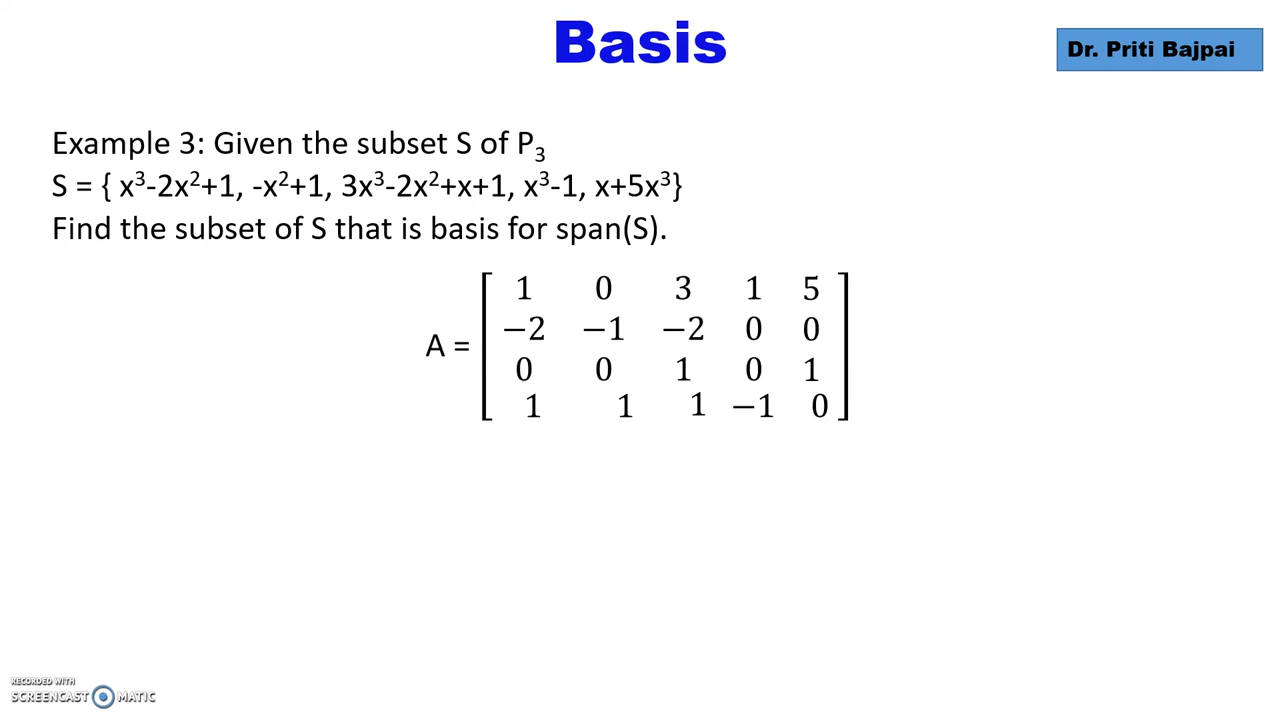 Basis
Dr. Priti Bajpai
Example 3: Given the subset S of P₃
S = { x³-2x²+1, -x²+1, 3x³-2x²+x+1, x³-1, x+5x³}
Find the subset of S that is basis for span(S).
A =
1 0 3 1 5
−2 −1 −2 0 0
0 0 1 0 1
1 1 1 −1 0
RECORDED WITH
SCREENCAST MATIC